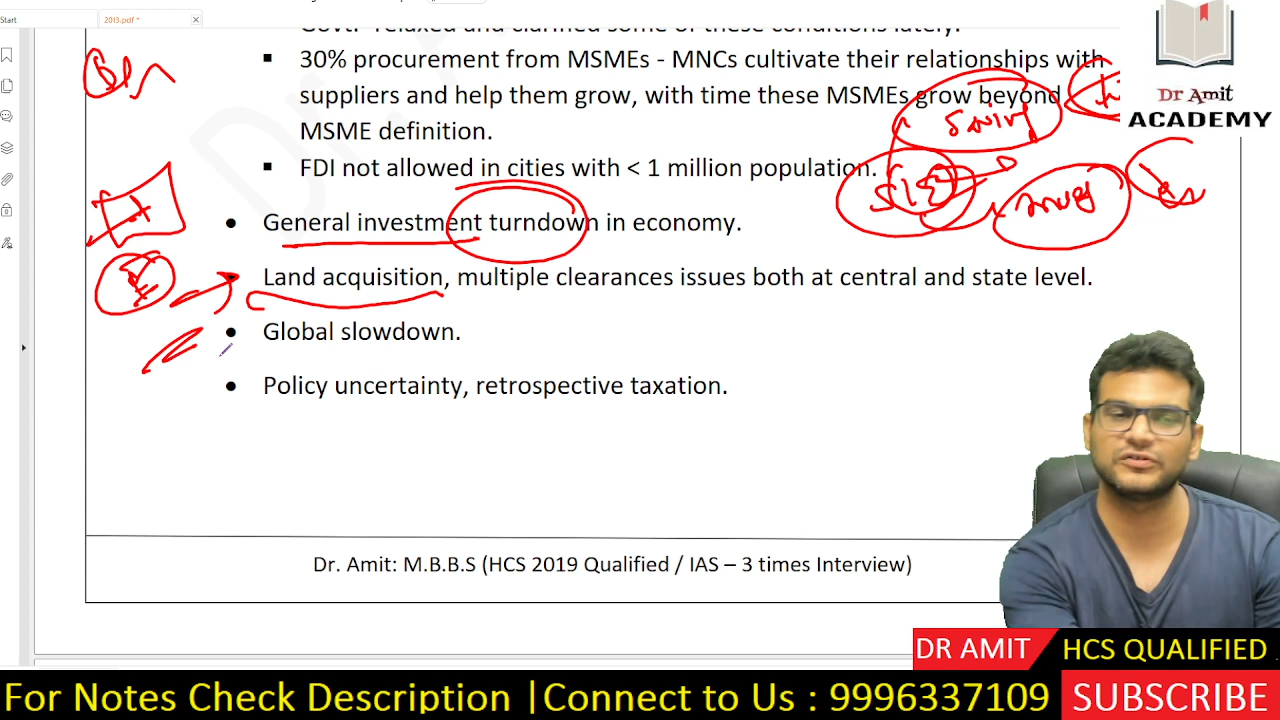 Start
2013.pdf *
Govt. relaxed and clarified some of these conditions lately.
30% procurement from MSMEs - MNCs cultivate their relationships with
suppliers and help them grow, with time these MSMEs grow beyond
MSME definition.
FDI not allowed in cities with < 1 million population.
General investment turndown in economy.
Land acquisition, multiple clearances issues both at central and state level.
Global slowdown.
Policy uncertainty, retrospective taxation.
Dr. Amit: M.B.B.S (HCS 2019 Qualified / IAS – 3 times Interview)
Dr Amit
ACADEMY
DR AMIT
HCS QUALIFIED
For Notes Check Description |Connect to Us : 9996337109
SUBSCRIBE